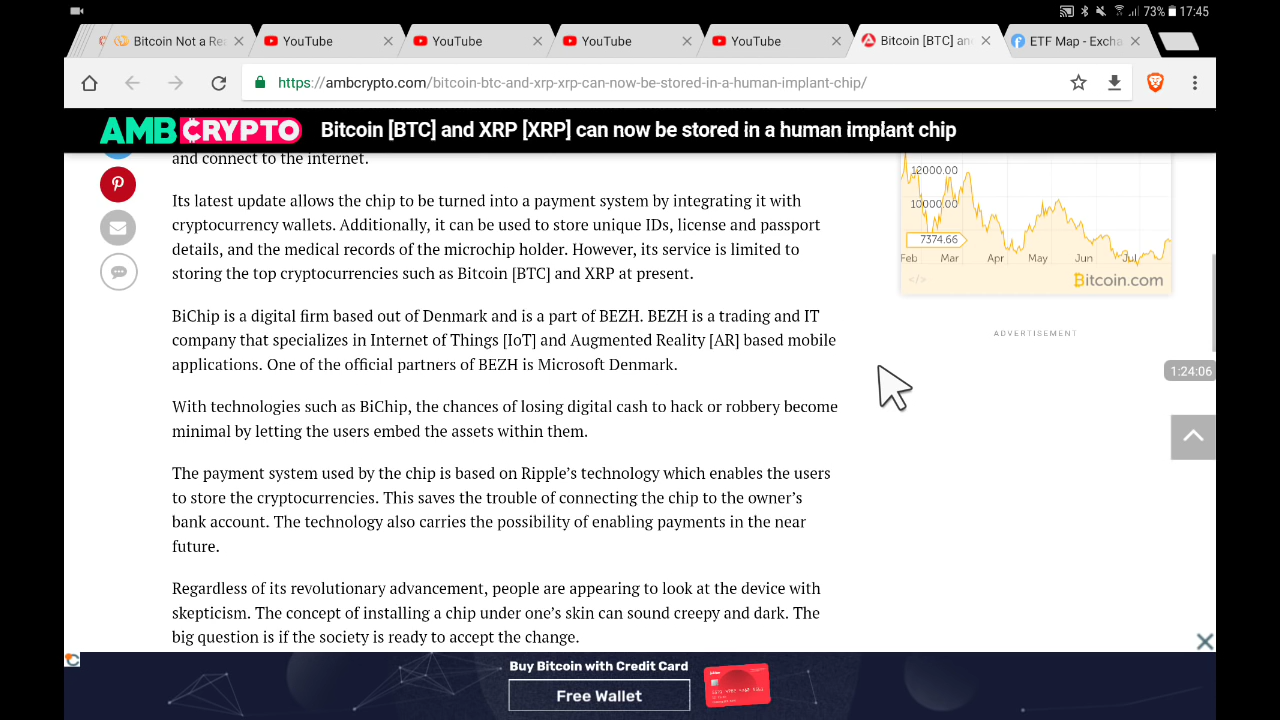 73% 17:45
Bitcoin Not a Re
YouTube
YouTube
YouTube
YouTube
Bitcoin [BTC] an
ETF Map - Excha
https://ambcrypto.com/bitcoin-btc-and-xrp-xrp-can-now-be-stored-in-a-human-implant-chip/
AMBCRYPTO
Bitcoin [BTC] and XRP [XRP] can now be stored in a human implant chip
and connect to the internet.
Its latest update allows the chip to be turned into a payment system by integrating it with
cryptocurrency wallets. Additionally, it can be used to store unique IDs, license and passport
details, and the medical records of the microchip holder. However, its service is limited to
storing the top cryptocurrencies such as Bitcoin [BTC] and XRP at present.
BiChip is a digital firm based out of Denmark and is a part of BEZH. BEZH is a trading and IT
company that specializes in Internet of Things [IoT] and Augmented Reality [AR] based mobile
applications. One of the official partners of BEZH is Microsoft Denmark.
With technologies such as BiChip, the chances of losing digital cash to hack or robbery become
minimal by letting the users embed the assets within them.
The payment system used by the chip is based on Ripple's technology which enables the users
to store the cryptocurrencies. This saves the trouble of connecting the chip to the owner's
bank account. The technology also carries the possibility of enabling payments in the near
future.
Regardless of its revolutionary advancement, people are appearing to look at the device with
skepticism. The concept of installing a chip under one's skin can sound creepy and dark. The
big question is if the society is ready to accept the change.
12000.00
10000.00
7374.66
Feb Mar Apr May Jun Jul
</>
Bitcoin.com
ADVERTISEMENT
1:24:06
Buy Bitcoin with Credit Card
Free Wallet